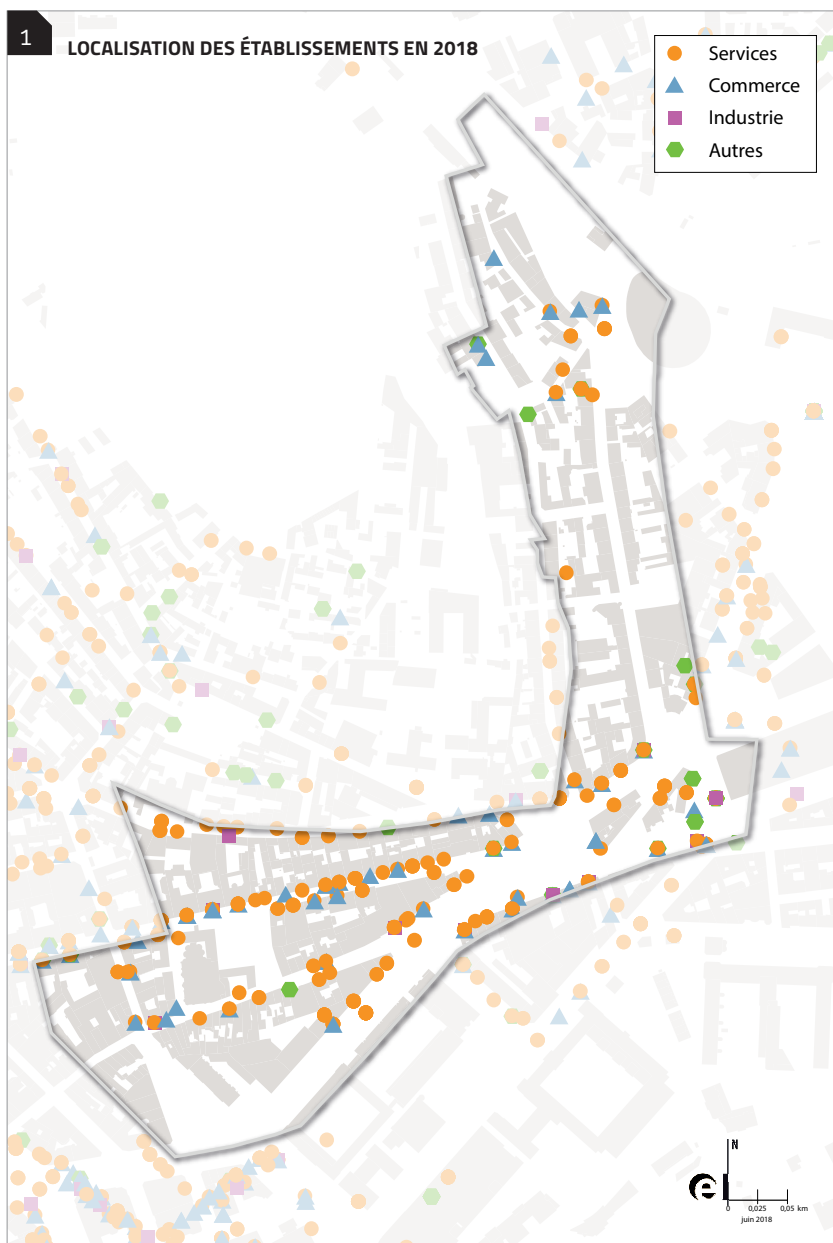 1
LOCALISATION DES ÉTABLISSEMENTS EN 2018
Services
Commerce
Industrie
Autres
N
e
0 0,025 0,05 km
juin 2018